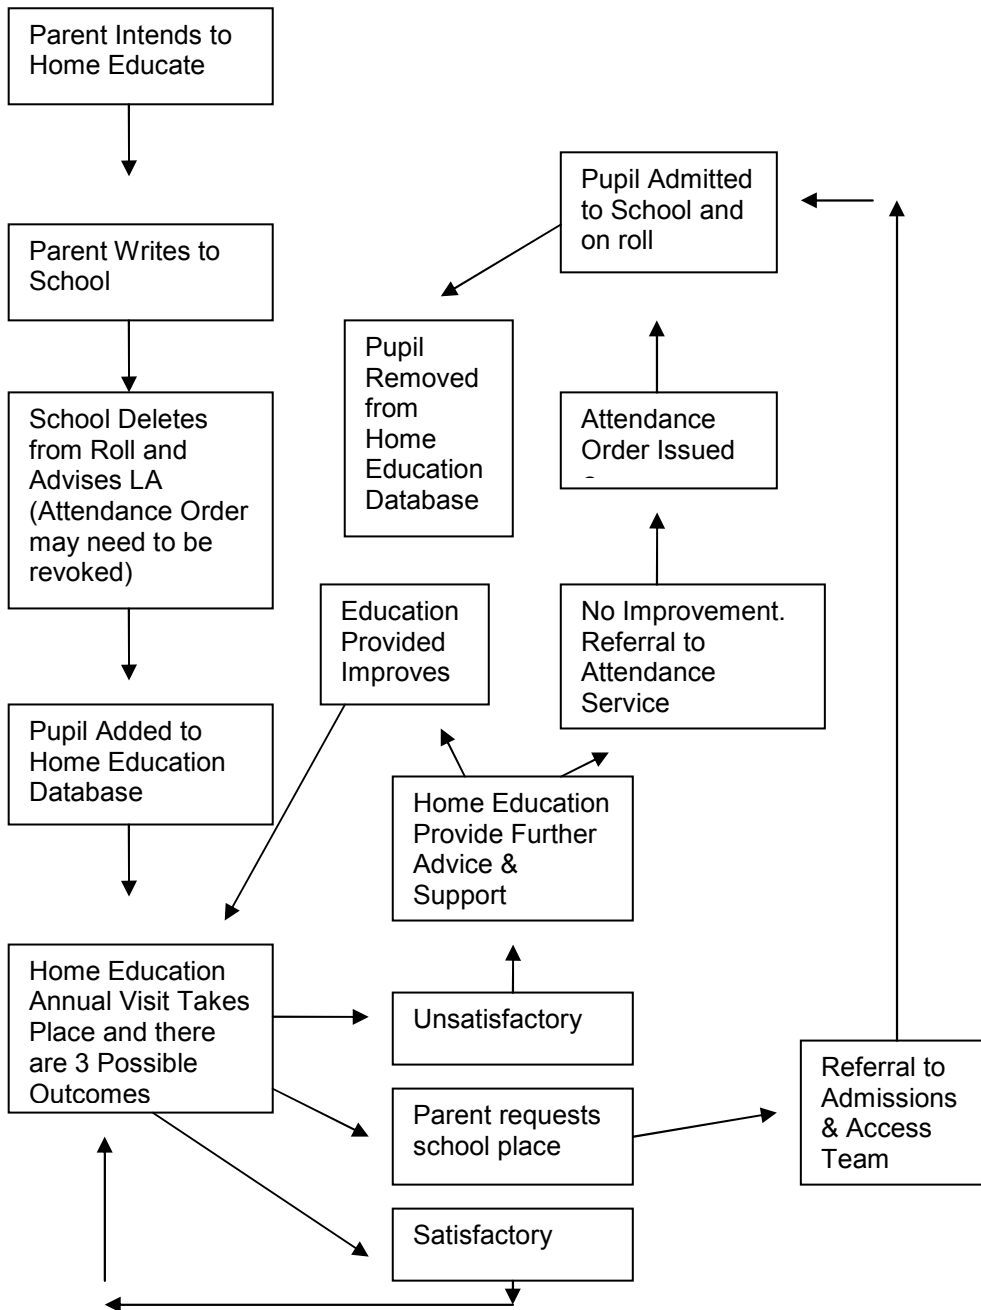 Parent Intends to
Home Educate
Parent Writes to
School
School Deletes
from Roll and
Advises LA
(Attendance Order
may need to be
revoked)
Pupil Added to
Home Education
Database
Home Education
Annual Visit Takes
Place and there
are 3 Possible
Outcomes
Unsatisfactory
Parent requests
school place
Satisfactory
Home Education
Provide Further
Advice &
Support
Education
Provided
Improves
No Improvement.
Referral to
Attendance
Service
Attendance
Order Issued
Pupil Admitted
to School and
on roll
Pupil
Removed
from
Home
Education
Database
Referral to
Admissions
& Access
Team